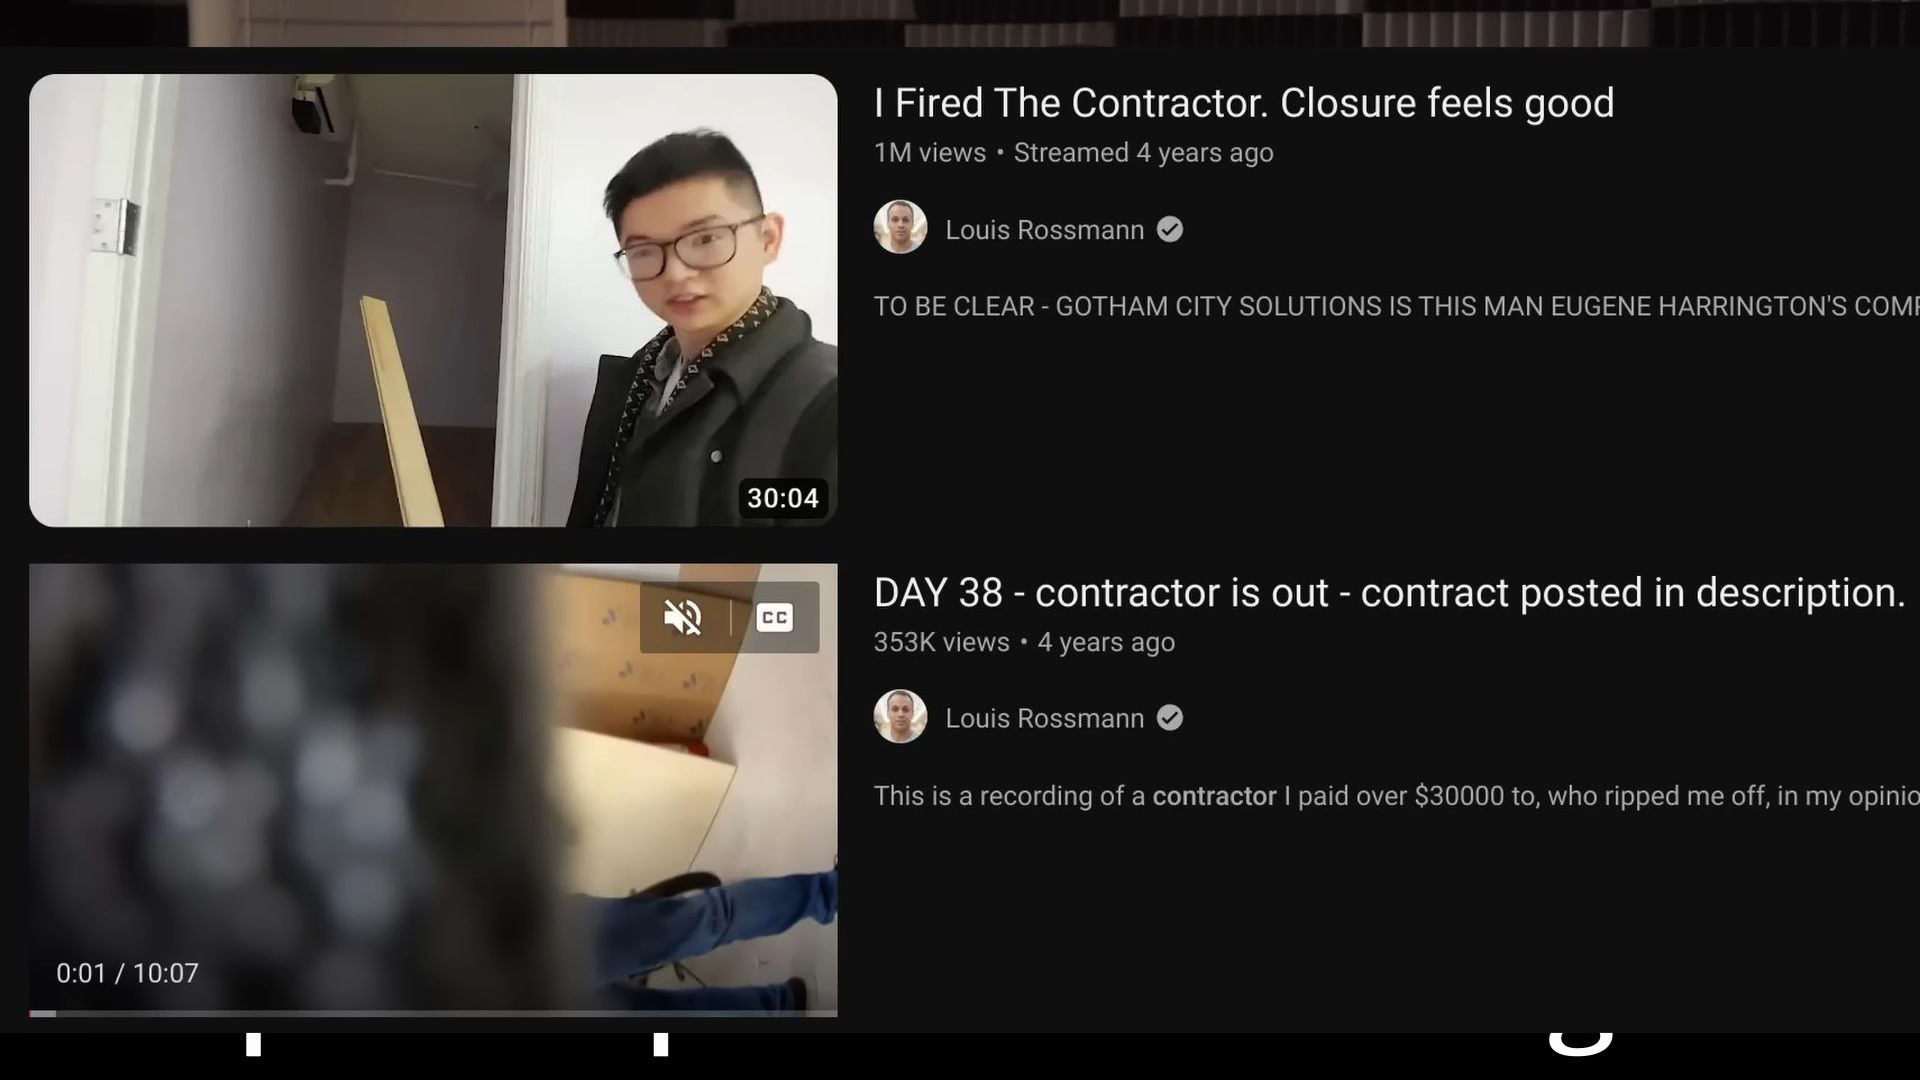 I Fired The Contractor. Closure feels good
1M views • Streamed 4 years ago
Louis Rossmann
TO BE CLEAR - GOTHAM CITY SOLUTIONS IS THIS MAN EUGENE HARRINGTON'S
30:04
DAY 38 - contractor is out - contract posted in description.
353K views • 4 years ago
CC
Louis Rossmann
This is a recording of a contractor I paid over $30000 to, who ripped me off, in my
0:01 / 10:07